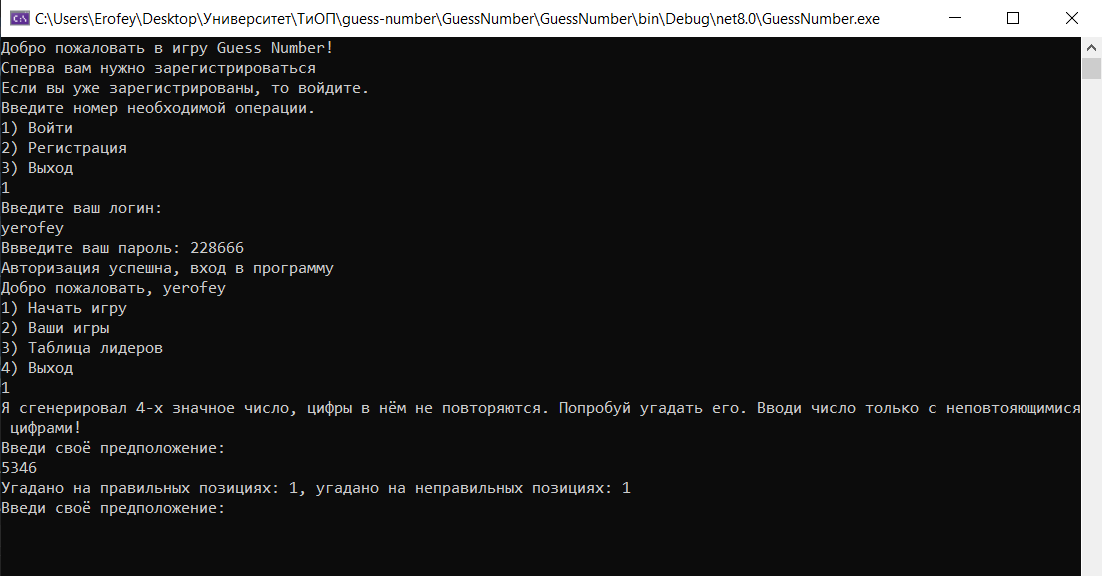 C:\Users\Erofey\Desktop\Университет\ТиОП\guess-number\GuessNumber\GuessNumber\bin\Debug\net8.0\GuessNumber.exe
Добро пожаловать в игру Guess Number!
Сперва вам нужно зарегистрироваться
Если вы уже зарегистрированы, то войдите.
Введите номер необходимой операции.
1) Войти
2) Регистрация
3) Выход
1
Введите ваш логин:
yerofey
Ввведите ваш пароль: 228666
Авторизация успешна, вход в программу
Добро пожаловать, yerofey
1) Начать игру
2) Ваши игры
3) Таблица лидеров
4) Выход
1
Я сгенерировал 4-х значное число, цифры в нём не повторяются. Попробуй угадать его. Вводи число только с неповтояющимися
цифрами!
Введи своё предположение:
5346
Угадано на правильных позициях: 1, угадано на неправильных позициях: 1
Введи своё предположение: